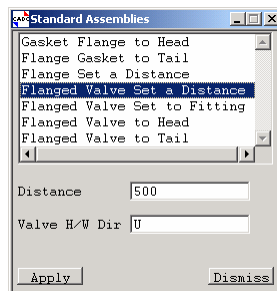 CADC Standard Assemblies
Gasket Flange to Head
Flange Gasket to Tail
Flange Set a Distance
Flanged Valve Set a Distance
Flanged Valve Set to Fitting
Flanged Valve to Head
Flanged Valve to Tail
Distance 500
Valve H/W Dir U
Apply Dismiss